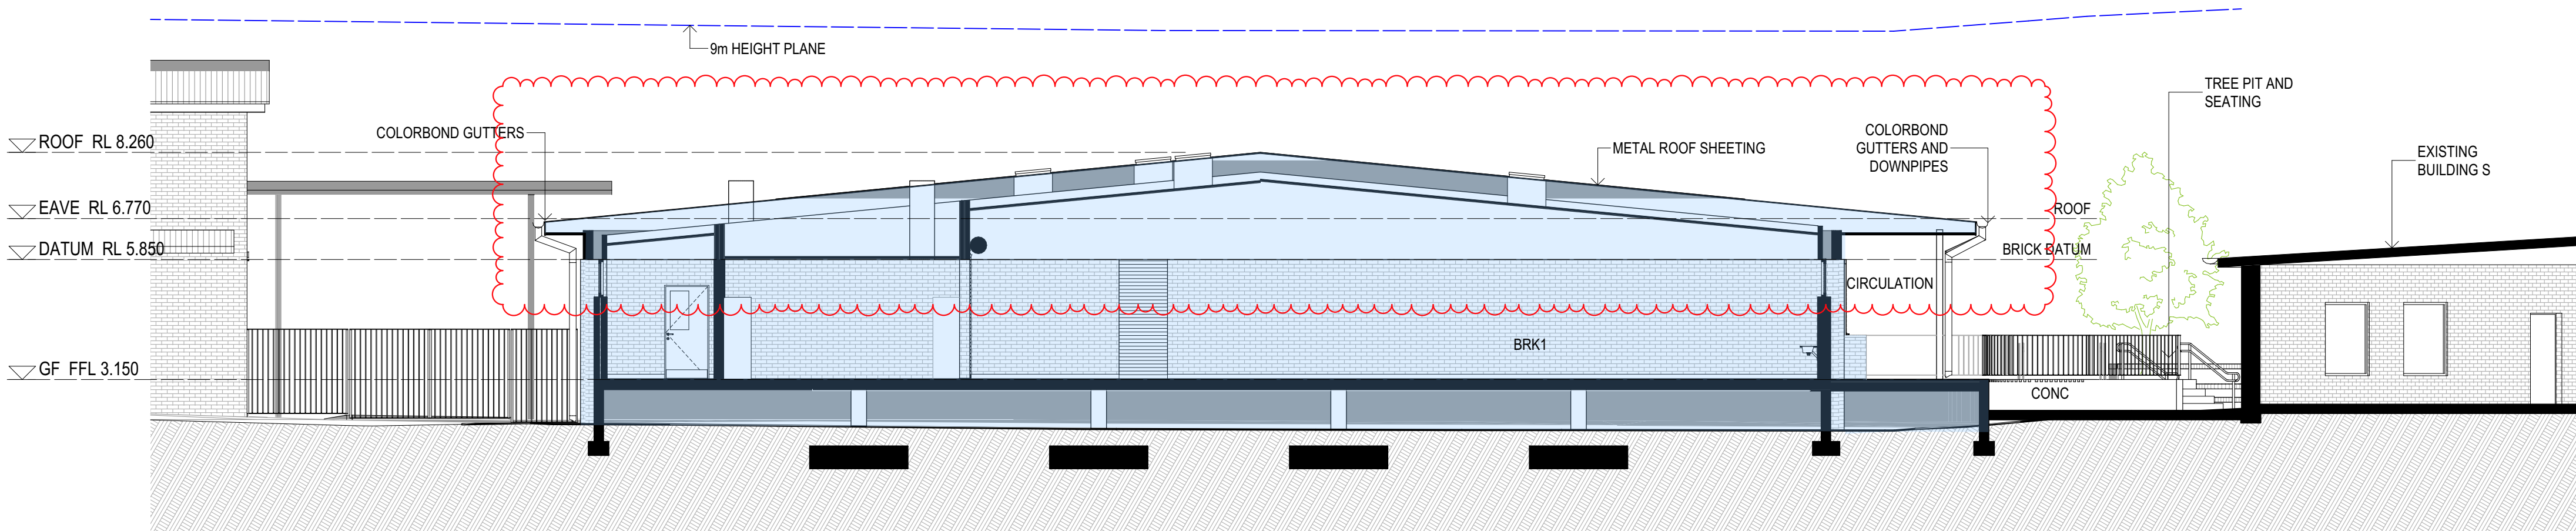 9m HEIGHT PLANE
TREE PIT AND
SEATING
COLORBOND GUTTERS
COLORBOND
GUTTERS AND
DOWNPIPES
ROOF RL 8.260
METAL ROOF SHEETING
EXISTING
BUILDING S
EAVE RL 6.770
ROOF
DATUM RL 5.850
BRICK DATUM
CIRCULATION
BRK1
GF FFL 3.150
CONC